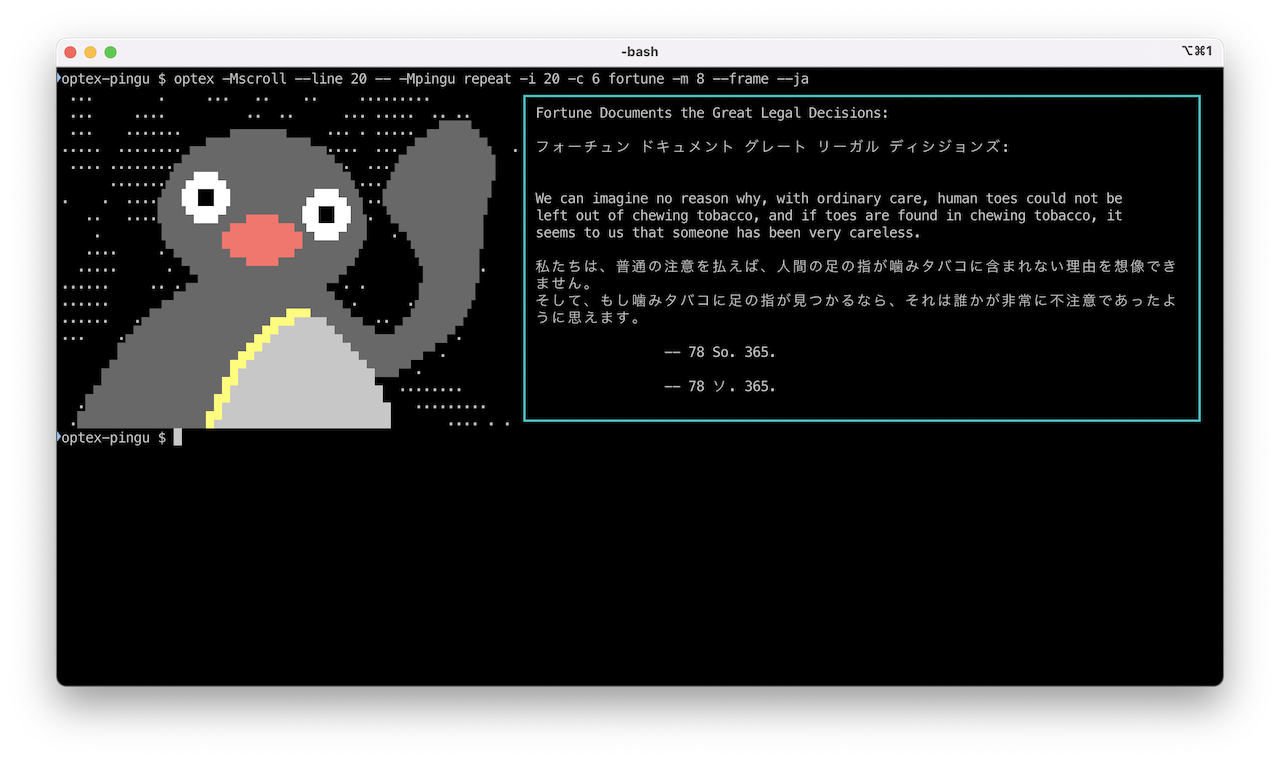 -bash
⌥⌘1
optex-pingu $ optex -Mscroll --line 20 -- -Mpingu repeat -i 20 -c 6 fortune -m 8 --frame --ja
Fortune Documents the Great Legal Decisions:
フォーチュン ドキュメント グレート リーガル ディシジョンズ:
We can imagine no reason why, with ordinary care, human toes could not be
left out of chewing tobacco, and if toes are found in chewing tobacco, it
seems to us that someone has been very careless.
私たちは、普通の注意を払えば、人間の足の指が噛みタバコに含まれない理由を想像でき
ません。
そして、もし噛みタバコに足の指が見つかるなら、それは誰かが非常に不注意であったよ
うに思えます。
-- 78 So. 365.
-- 78 ソ. 365.
optex-pingu $